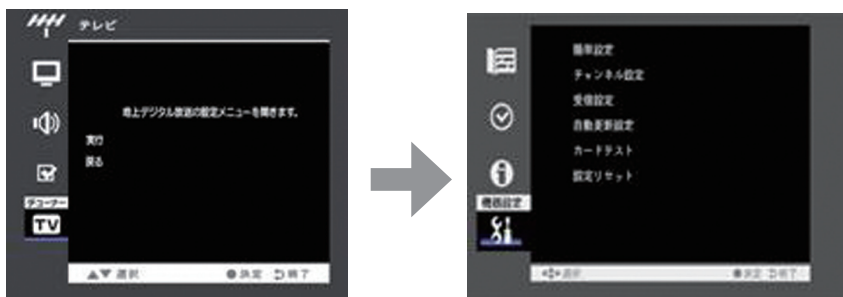 テレビ
地上デジタル放送の設定メニューを開きます。
実行
戻る
チューナー
TV
▲▼ 選択 ●決定 終了
簡単設定
チャンネル設定
受信設定
自動更新設定
カードテスト
設定リセット
機器設定
選択 ●決定 終了